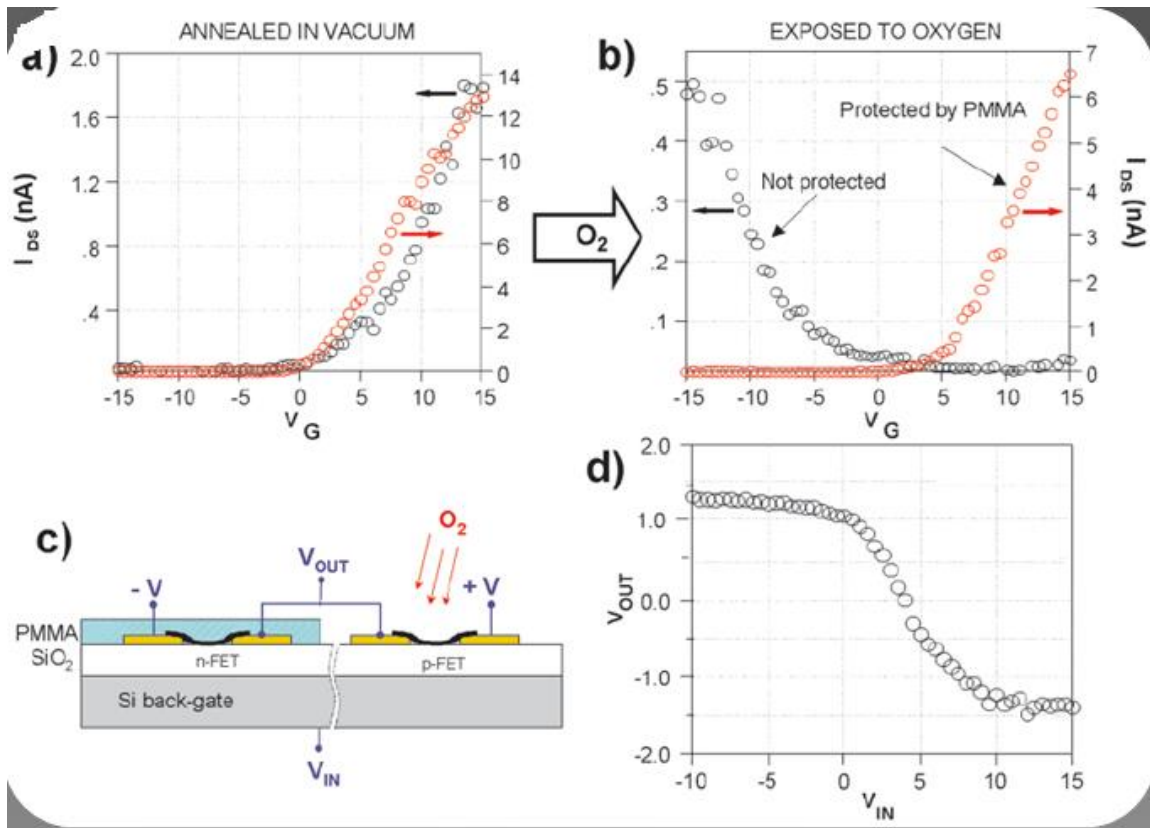 ANNEALED IN VACUUM
a)
2.0
1.6
1.2
.8
.4
I DS (nA)
14
12
10
8
6
4
2
0
-15
-10
-5
0
5
10
15
V G
O2
EXPOSED TO OXYGEN
b)
.5
.4
.3
.2
.1
7
6
5
4
3
2
1
0
I DS (nA)
Protected by PMMA
Not protected
-15
-10
-5
0
5
10
15
V G
c)
O2
VOUT
- V
+ V
PMMA
SiO2
n-FET
p-FET
Si back-gate
VIN
d)
2.0
1.0
0.0
-1.0
-2.0
VOUT
-10
-5
0
5
10
15
VIN